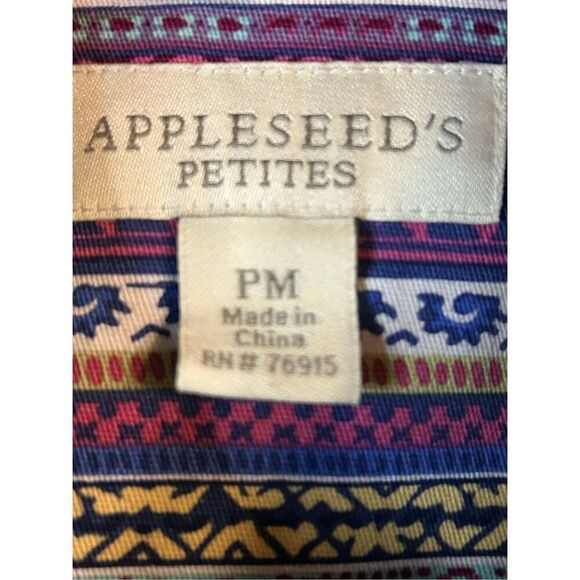 APPLESEED'S
PETITES
PM
Made in
China
RN# 76915